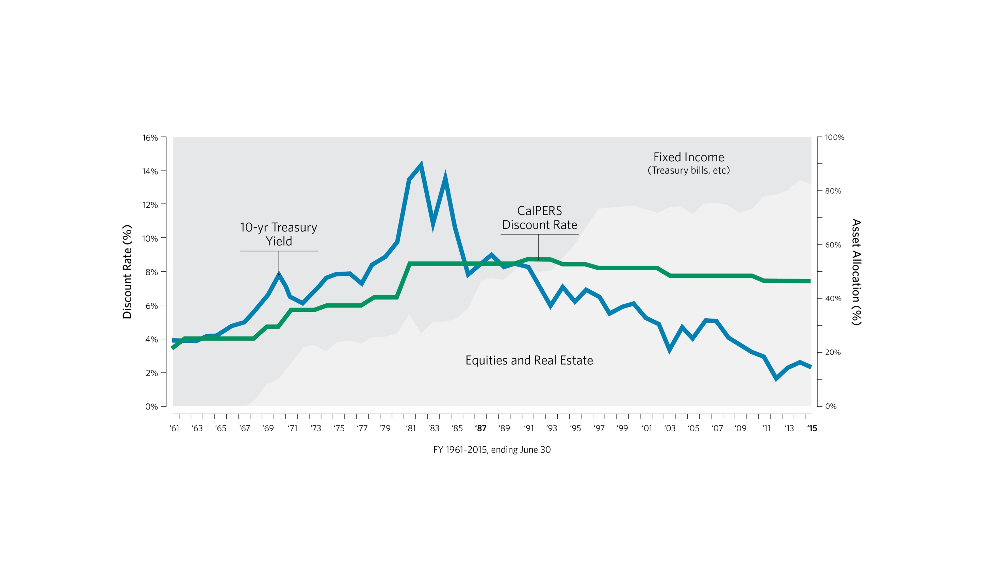 16%
14%
12%
10%
8%
6%
4%
2%
0%
Discount Rate (%)
100%
80%
60%
40%
20%
0%
Asset Allocation (%)
Fixed Income
(Treasury bills, etc)
CalPERS
Discount Rate
10-yr Treasury
Yield
Equities and Real Estate
‘61 ‘63 ‘65 ‘67 ‘69 ‘71 ‘73 ‘75 ‘77 ‘79 ‘81 ‘83 ‘85 ‘87 ‘89 ‘91 ‘93 ‘95 ‘97 ‘99 ‘01 ‘03 ‘05 ‘07 ‘09 ‘11 ‘13 ‘15
FY 1961–2015, ending June 30